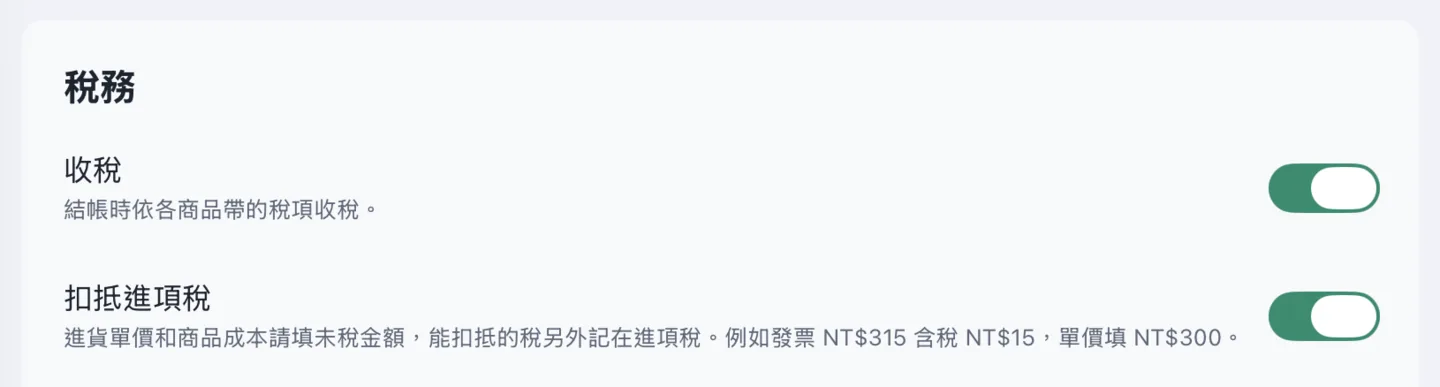 稅務
收稅
結帳時依各商品帶的稅項收稅。
扣抵進項稅
進貨單價和商品成本請填未稅金額，能扣抵的稅另外記在進項稅。例如發票 NT$315 含稅 NT$15，單價填 NT$300。